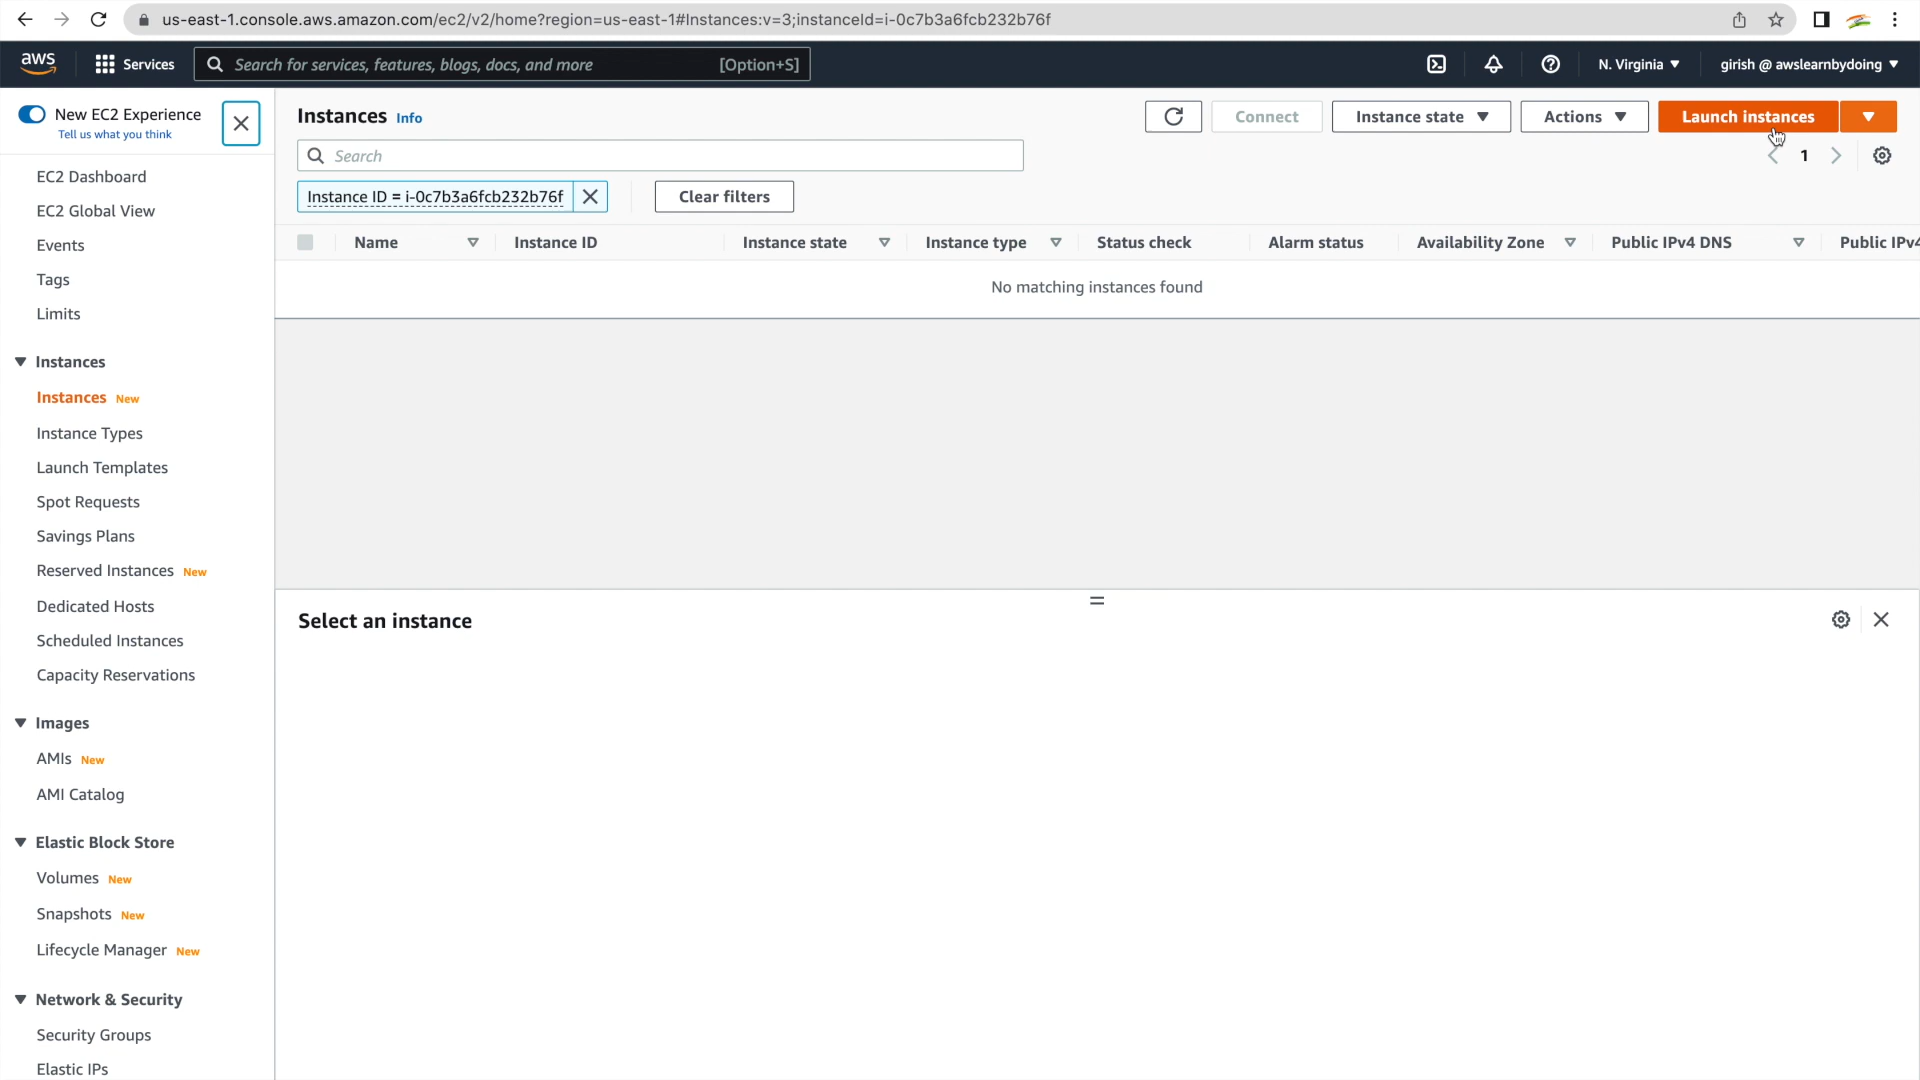 us-east-1.console.aws.amazon.com/ec2/v2/home?region=us-east-1#Instances:v=3;instanceId=i-0c7b3a6fcb232b76f
aws Services Search for services, features, blogs, docs, and more [Option+S] N. Virginia girish @ awslearnbydoing
New EC2 Experience
Tell us what you think
EC2 Dashboard
EC2 Global View
Events
Tags
Limits
Instances
Instances New
Instance Types
Launch Templates
Spot Requests
Savings Plans
Reserved Instances New
Dedicated Hosts
Scheduled Instances
Capacity Reservations
Images
AMIs New
AMI Catalog
Elastic Block Store
Volumes New
Snapshots New
Lifecycle Manager New
Network & Security
Security Groups
Elastic IPs
Instances Info Connect Instance state Actions Launch instances
Search 1
Instance ID = i-0c7b3a6fcb232b76f Clear filters
Name Instance ID Instance state Instance type Status check Alarm status Availability Zone Public IPv4 DNS Public IPv4
No matching instances found
Select an instance